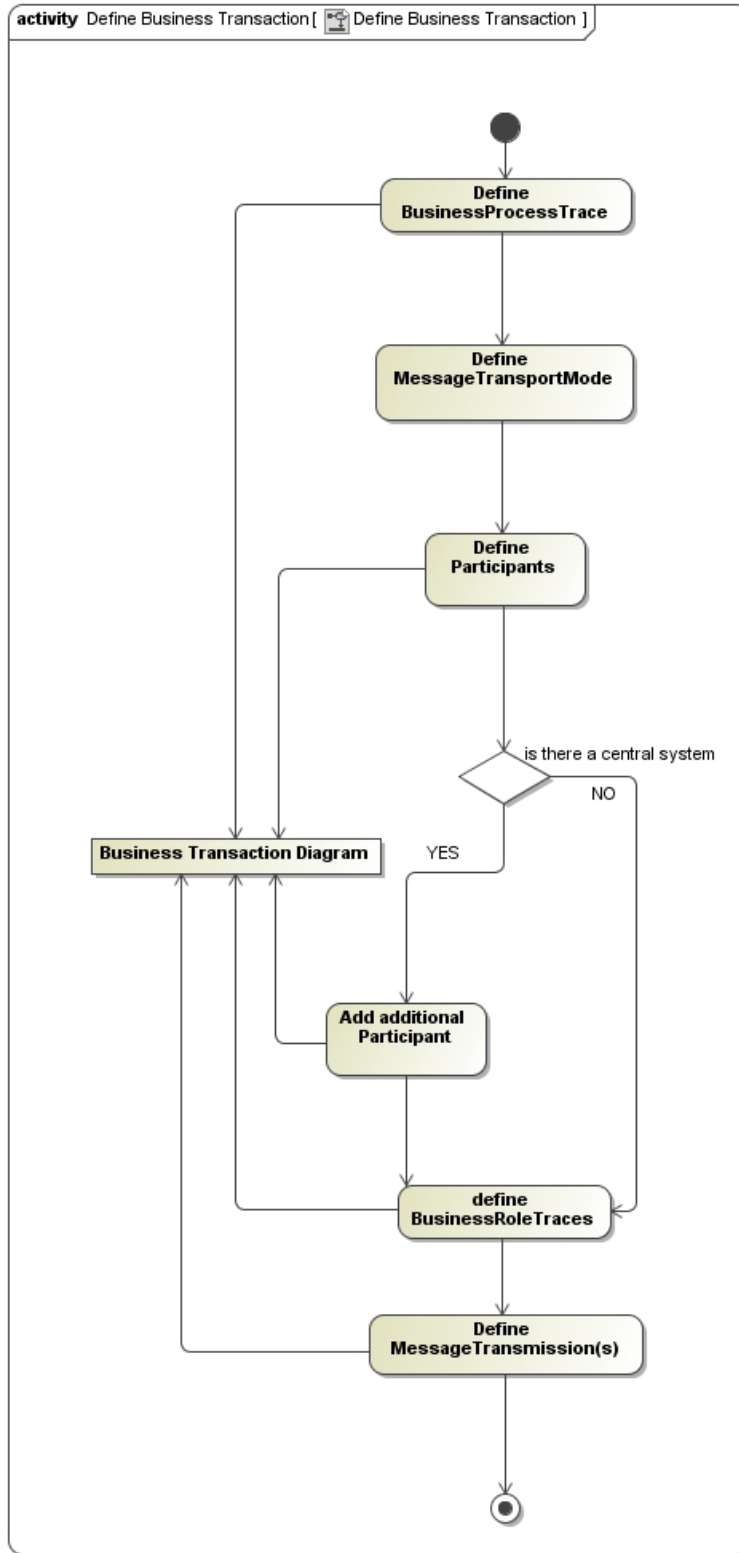 activity Define Business Transaction [ Define Business Transaction ]
Define
BusinessProcessTrace
Define
MessageTransportMode
Define
Participants
is there a central system
NO
YES
Business Transaction Diagram
Add additional
Participant
define
BusinessRoleTraces
Define
MessageTransmission(s)